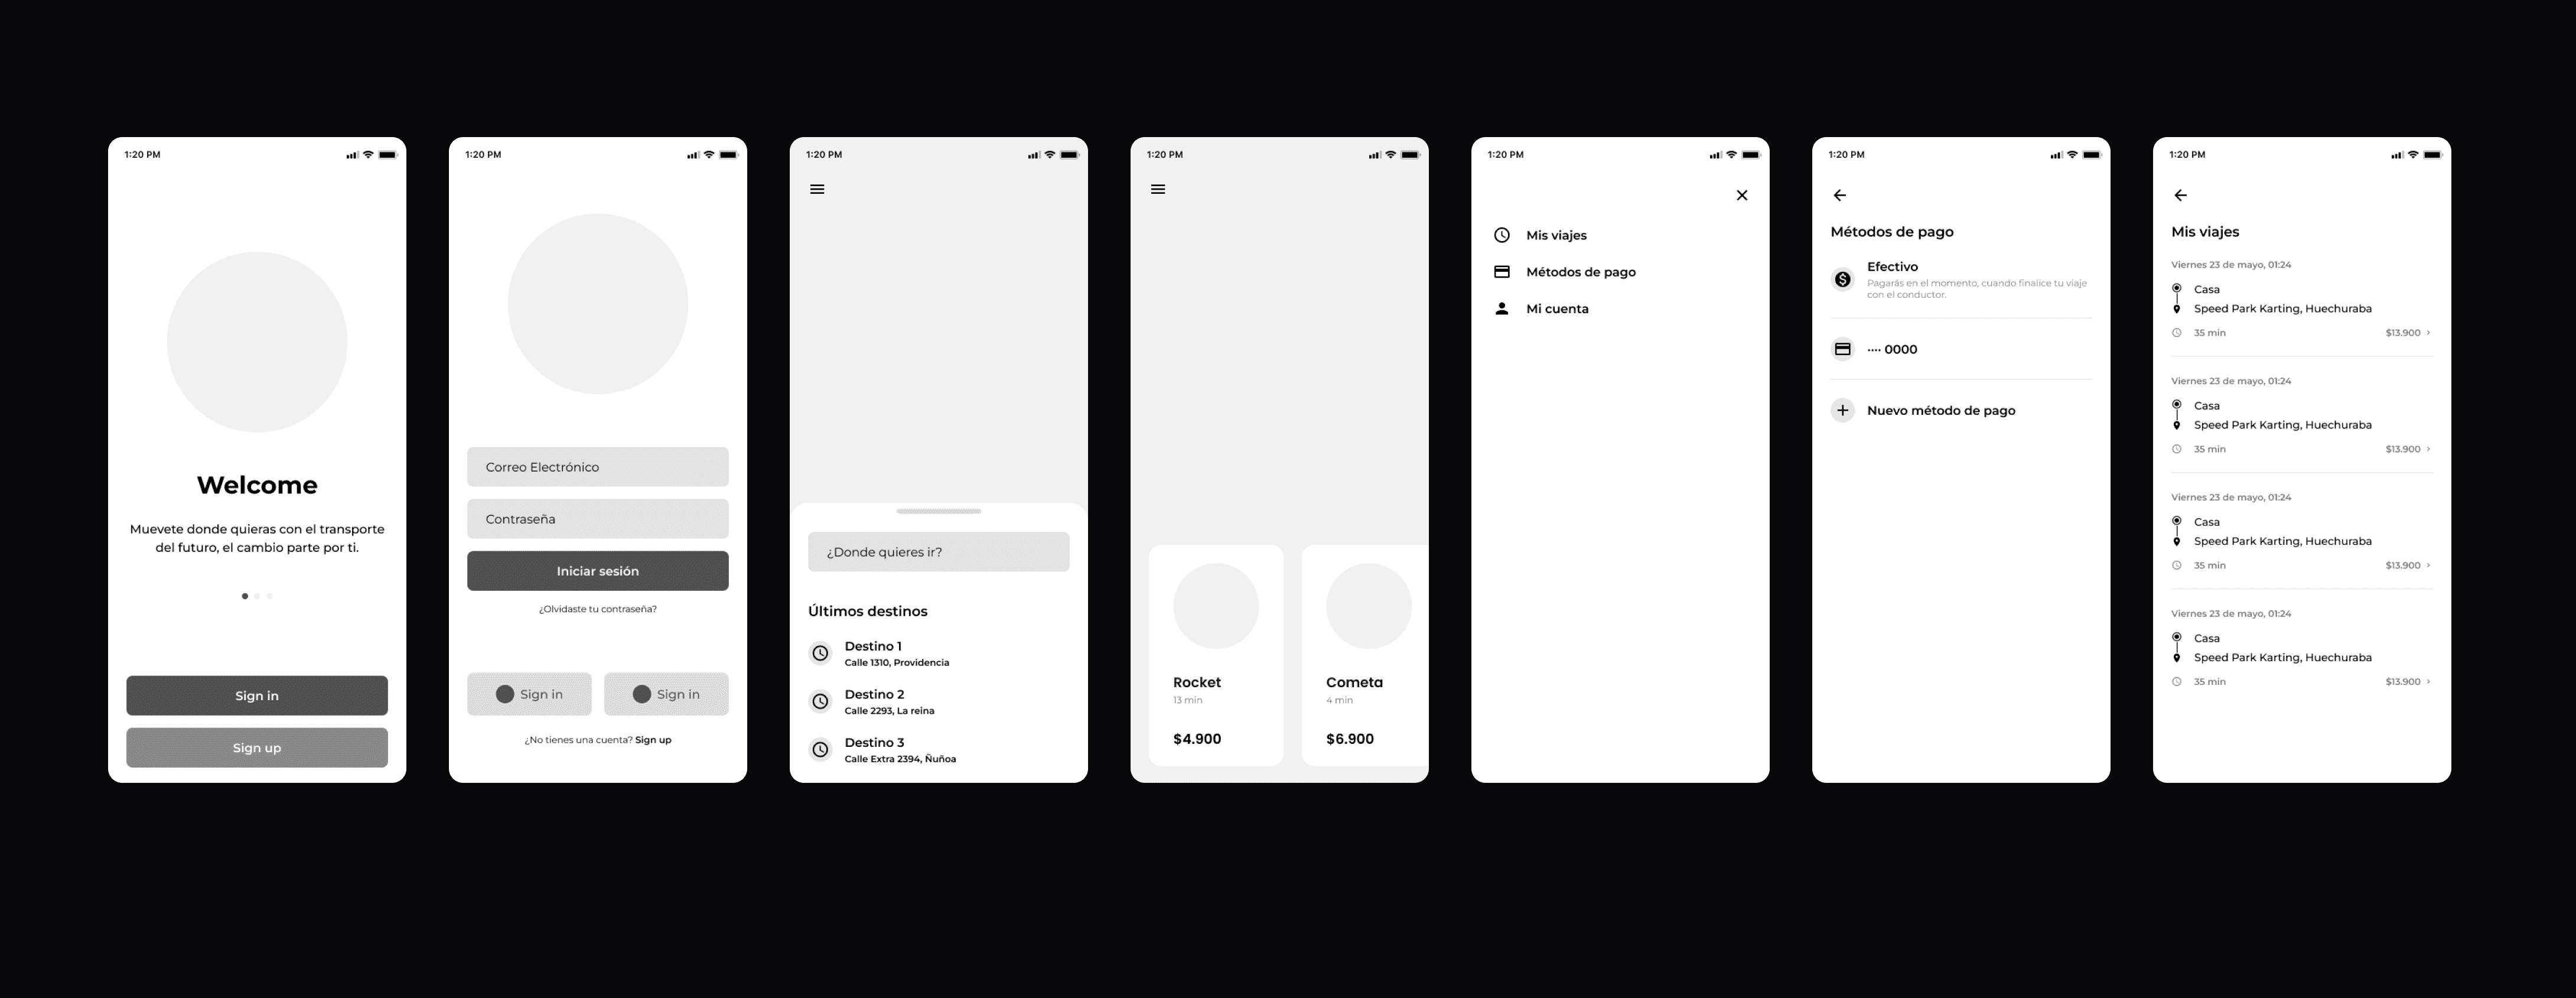 1:20 PM
Welcome
Muevete donde quieras con el transporte
del futuro, el cambio parte por ti.
Sign in
Sign up
1:20 PM
Correo Electrónico
Contraseña
Iniciar sesión
¿Olvidaste tu contraseña?
Sign in
Sign in
¿No tienes una cuenta? Sign up
1:20 PM
¿Donde quieres ir?
Últimos destinos
Destino 1
Calle 1310, Providencia
Destino 2
Calle 2293, La reina
Destino 3
Calle Extra 2394, Ñuñoa
1:20 PM
Rocket
13 min
$4.900
Cometa
4 min
$6.900
1:20 PM
Mis viajes
Métodos de pago
Mi cuenta
1:20 PM
Métodos de pago
Efectivo
Pagarás en el momento, cuando finalice tu viaje
con el conductor.
···· 0000
Nuevo método de pago
1:20 PM
Mis viajes
Viernes 23 de mayo, 01:24
Casa
Speed Park Karting, Huechuraba
35 min $13.900
Viernes 23 de mayo, 01:24
Casa
Speed Park Karting, Huechuraba
35 min $13.900
Viernes 23 de mayo, 01:24
Casa
Speed Park Karting, Huechuraba
35 min $13.900
Viernes 23 de mayo, 01:24
Casa
Speed Park Karting, Huechuraba
35 min $13.900